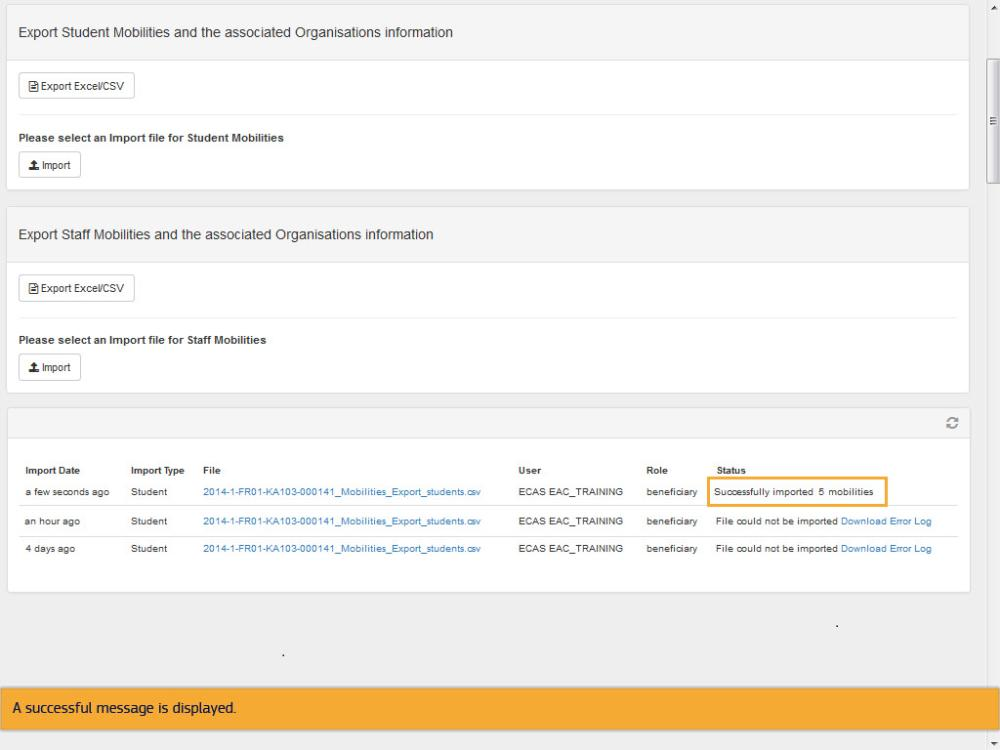 Export Student Mobilities and the associated Organisations information
Export Excel/CSV
Please select an Import file for Student Mobilities
Import
Export Staff Mobilities and the associated Organisations information
Export Excel/CSV
Please select an Import file for Staff Mobilities
Import
Import Date Import Type File User Role Status
a few seconds ago Student 2014-1-FR01-KA103-000141_Mobilities_Export_students.csv ECAS EAC_TRAINING beneficiary Successfully imported 5 mobilities
an hour ago Student 2014-1-FR01-KA103-000141_Mobilities_Export_students.csv ECAS EAC_TRAINING beneficiary File could not be imported Download Error Log
4 days ago Student 2014-1-FR01-KA103-000141_Mobilities_Export_students.csv ECAS EAC_TRAINING beneficiary File could not be imported Download Error Log
A successful message is displayed.